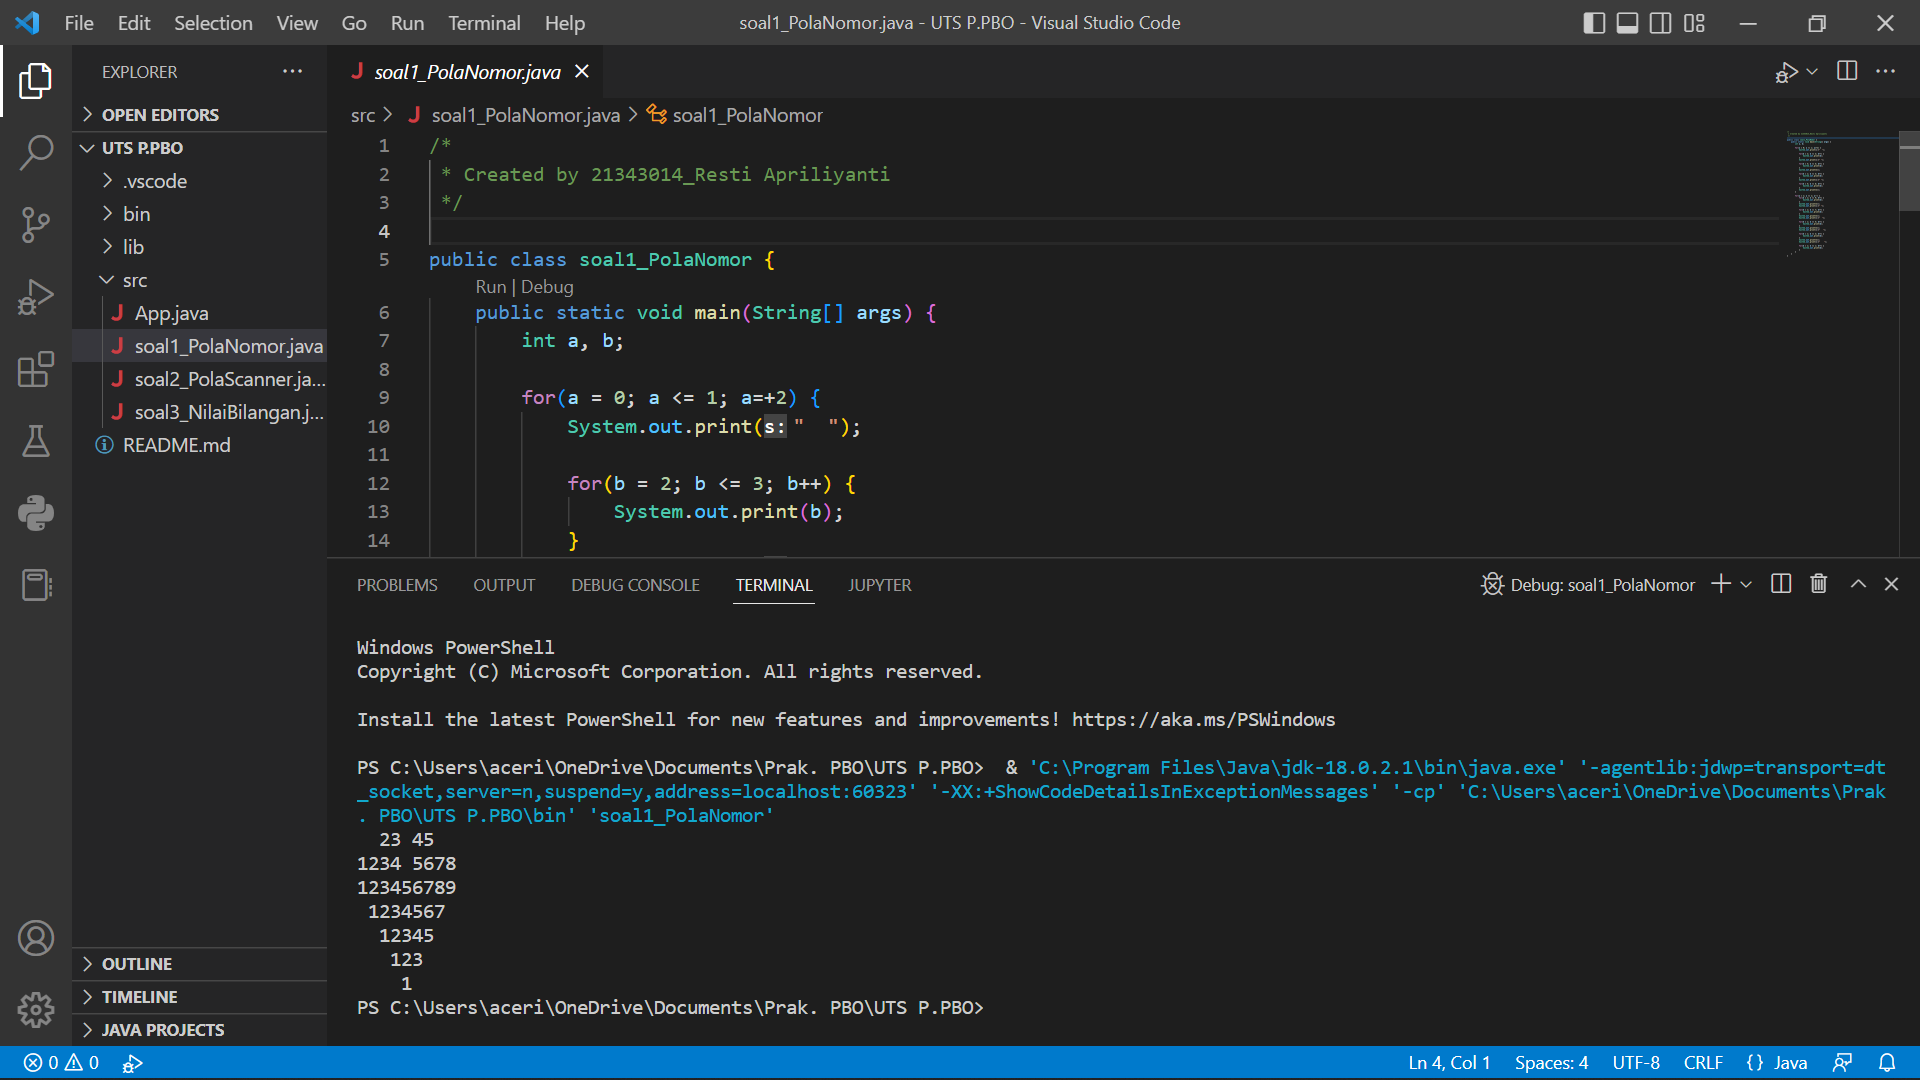 File Edit Selection View Go Run Terminal Help soal1_PolaNomor.java - UTS P.PBO - Visual Studio Code
EXPLORER
OPEN EDITORS
UTS P.PBO
.vscode
bin
lib
src
App.java
soal1_PolaNomor.java
soal2_PolaScanner.ja...
soal3_NilaiBilangan.j...
README.md
OUTLINE
TIMELINE
JAVA PROJECTS
soal1_PolaNomor.java
src > soal1_PolaNomor.java > soal1_PolaNomor
1 /*
2 * Created by 21343014_Resti Apriliyanti
3 */
4
5 public class soal1_PolaNomor {
Run | Debug
6 public static void main(String[] args) {
7 int a, b;
8
9 for(a = 0; a <= 1; a=+2) {
10 System.out.print(s:"  ");
11
12 for(b = 2; b <= 3; b++) {
13 System.out.print(b);
14 }
PROBLEMS OUTPUT DEBUG CONSOLE TERMINAL JUPYTER Debug: soal1_PolaNomor
Windows PowerShell
Copyright (C) Microsoft Corporation. All rights reserved.
Install the latest PowerShell for new features and improvements! https://aka.ms/PSWindows
PS C:\Users\aceri\OneDrive\Documents\Prak. PBO\UTS P.PBO>  & 'C:\Program Files\Java\jdk-18.0.2.1\bin\java.exe' '-agentlib:jdwp=transport=dt
_socket,server=n,suspend=y,address=localhost:60323' '-XX:+ShowCodeDetailsInExceptionMessages' '-cp' 'C:\Users\aceri\OneDrive\Documents\Prak
. PBO\UTS P.PBO\bin' 'soal1_PolaNomor'
  23 45
1234 5678
123456789
 1234567
  12345
   123
    1
PS C:\Users\aceri\OneDrive\Documents\Prak. PBO\UTS P.PBO>
0 0 Ln 4, Col 1 Spaces: 4 UTF-8 CRLF {} Java